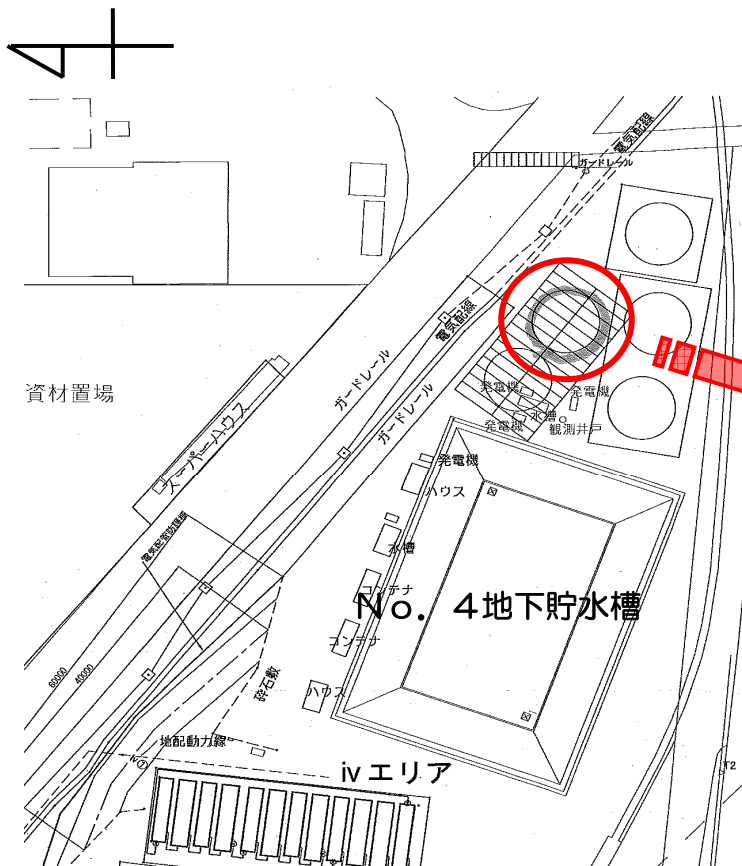 電気配線
ガードレール
電気配線
ガードレール
ガードレール
資材置場
スーパーハウス
発電機
発電機
水槽
発電機
観測井戸
発電機
ハウス
水槽
コンテナ
No. 4地下貯水槽
コンテナ
ハウス
砕石敷
60000
40000
地配動力線
iv⑦
iv エリア
T2